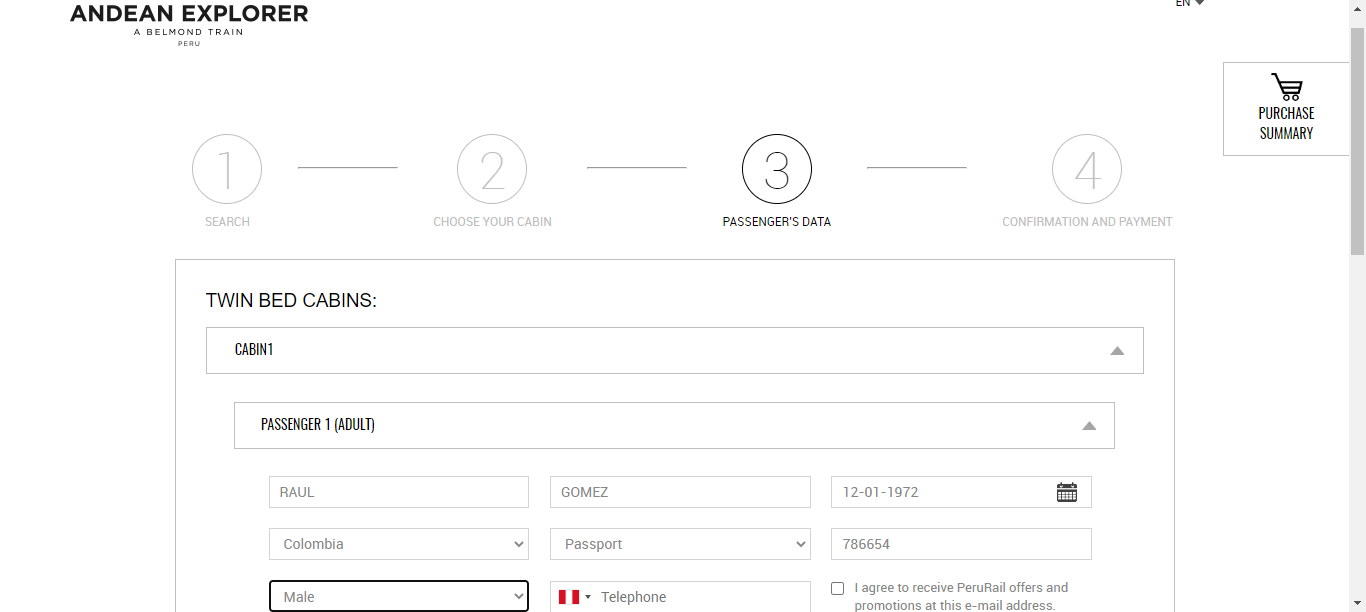 ANDEAN EXPLORER
A BELMOND TRAIN
PERU
EN
PURCHASE
SUMMARY
1
2
3
4
SEARCH
CHOOSE YOUR CABIN
PASSENGER'S DATA
CONFIRMATION AND PAYMENT
TWIN BED CABINS:
CABIN1
PASSENGER 1 (ADULT)
RAUL
GOMEZ
12-01-1972
Colombia
Passport
786654
Male
Telephone
I agree to receive PeruRail offers and
promotions at this e-mail address.